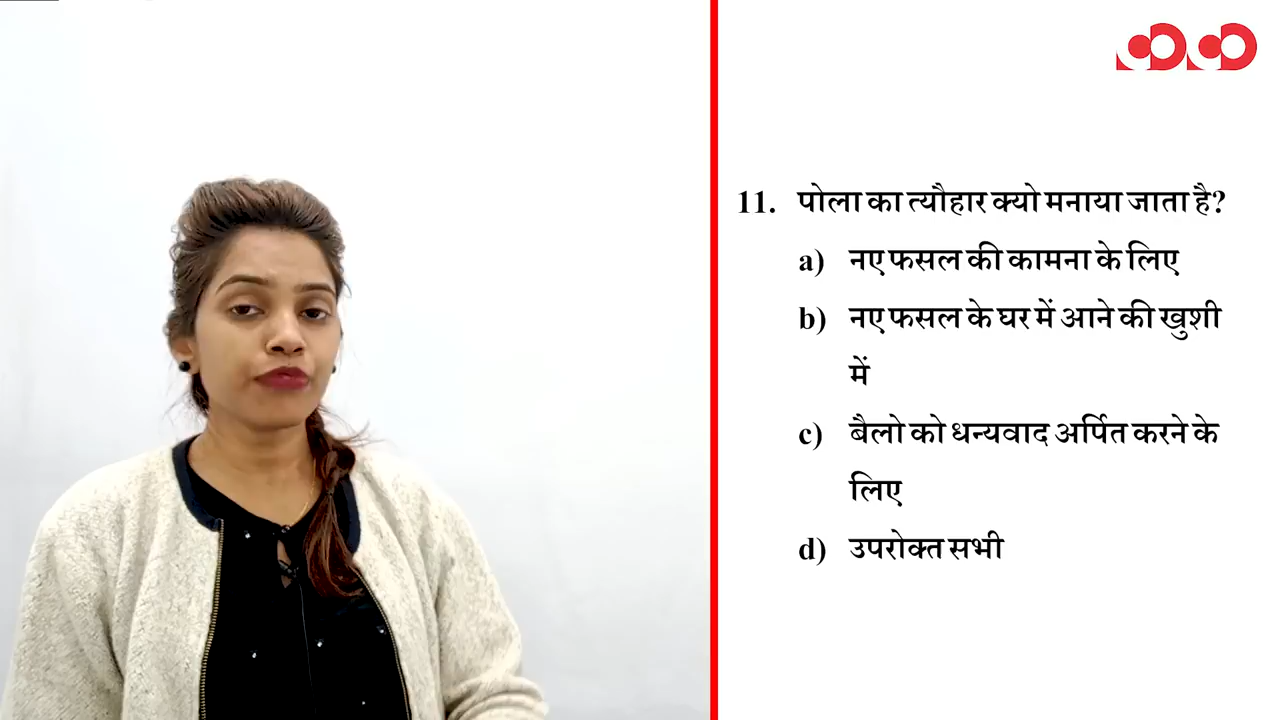 11. पोला का त्यौहार क्यो मनाया जाता है?
a) नए फसल की कामना के लिए
b) नए फसल के घर में आने की खुशी
में
c) बैलो को धन्यवाद अर्पित करने के
लिए
d) उपरोक्त सभी